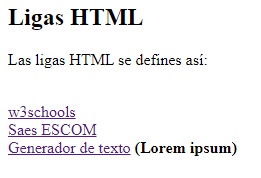 Ligas HTML
Las ligas HTML se defines así:
w3schools
Saes ESCOM
Generador de texto (Lorem ipsum)